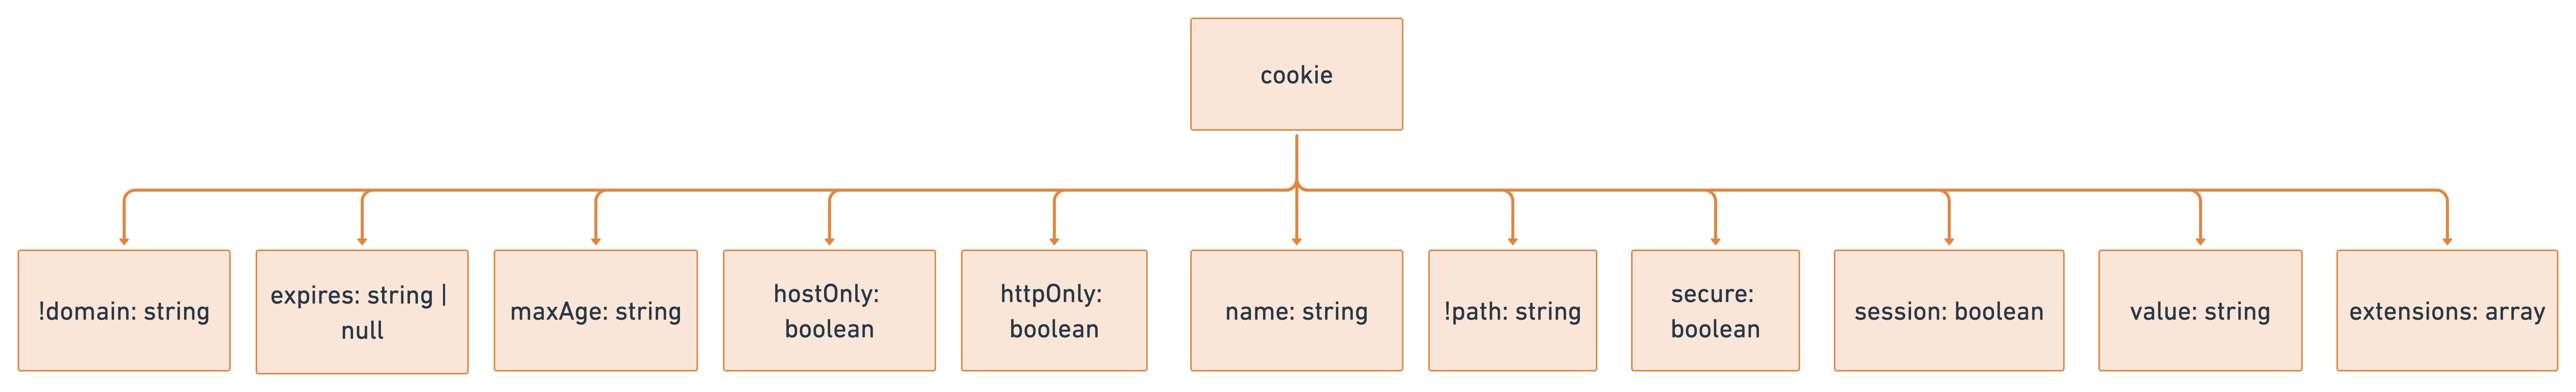 cookie
!domain: string
expires: string |
null
maxAge: string
hostOnly:
boolean
httpOnly:
boolean
name: string
!path: string
secure:
boolean
session: boolean
value: string
extensions: array